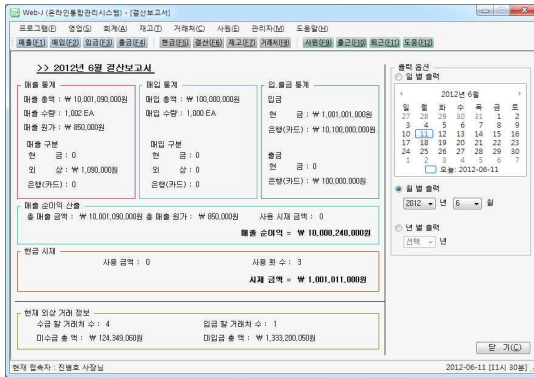 Web-J (온라인통합관리시스템) - [결산보고서]
프로그램(F) 영업(S) 회계(A) 재고(T) 거래처(C) 사원(E) 관리자(M) 도움말(H)
매출(F1) 매입(F2) 입금(F3) 출금(F4) 현금(F5) 결산(F6) 재고(F7) 거래처(F8) 사원(F9) 출근(F10) 퇴근(F11) 도움(F12)
>> 2012년 6월 결산보고서
매출 통계
매출 총액 : ₩ 10,001,090,000원
매출 수량 : 1,002 EA
매출 원가 : ₩ 850,000원
매출 구분
현 금 : 0
외 상 : ₩ 1,090,000원
은행(카드) : 0
매입 통계
매입 총액 : ₩ 100,000,000원
매입 수량 : 1,000 EA
매입 구분
현 금 : 0
외 상 : 0
은행(카드) : 0
입,출금 통계
입금
현 금 : ₩ 1,001,001,000원
은행(카드) : ₩ 10,100,000,000원
출금
현 금 : 0
은행(카드) : ₩ 100,000,000원
매출 순이익 산출
총 매출 금액 : ₩ 10,001,090,000원 총 매출 원가 : ₩ 850,000원 사용 시재 금액 : 0
매출 순이익 = ₩ 10,000,240,000원
현금 시재
사용 금액 : 0 사용 횟 수 : 3
시재 금액 = ₩ 1,001,011,000원
현재 외상 거래 정보
수금 할 거래처 수 : 4 입금 할 거래처 수 : 1
미수금 총 액 : ₩ 124,349,060원 미입금 총 액 : ₩ 1,333,200,050원
출력 옵션
일 별 출력
2012년 6월
일 월 화 수 목 금 토
27 28 29 30 31 1 2
3 4 5 6 7 8 9
10 11 12 13 14 15 16
17 18 19 20 21 22 23
24 25 26 27 28 29 30
1 2 3 4 5 6 7
오늘: 2012-06-11
월 별 출력
2012 년 6 월
년 별 출력
선택 년
닫 기(C)
현재 접속자 : 진병호 사장님 2012-06-11 [11시 30분]